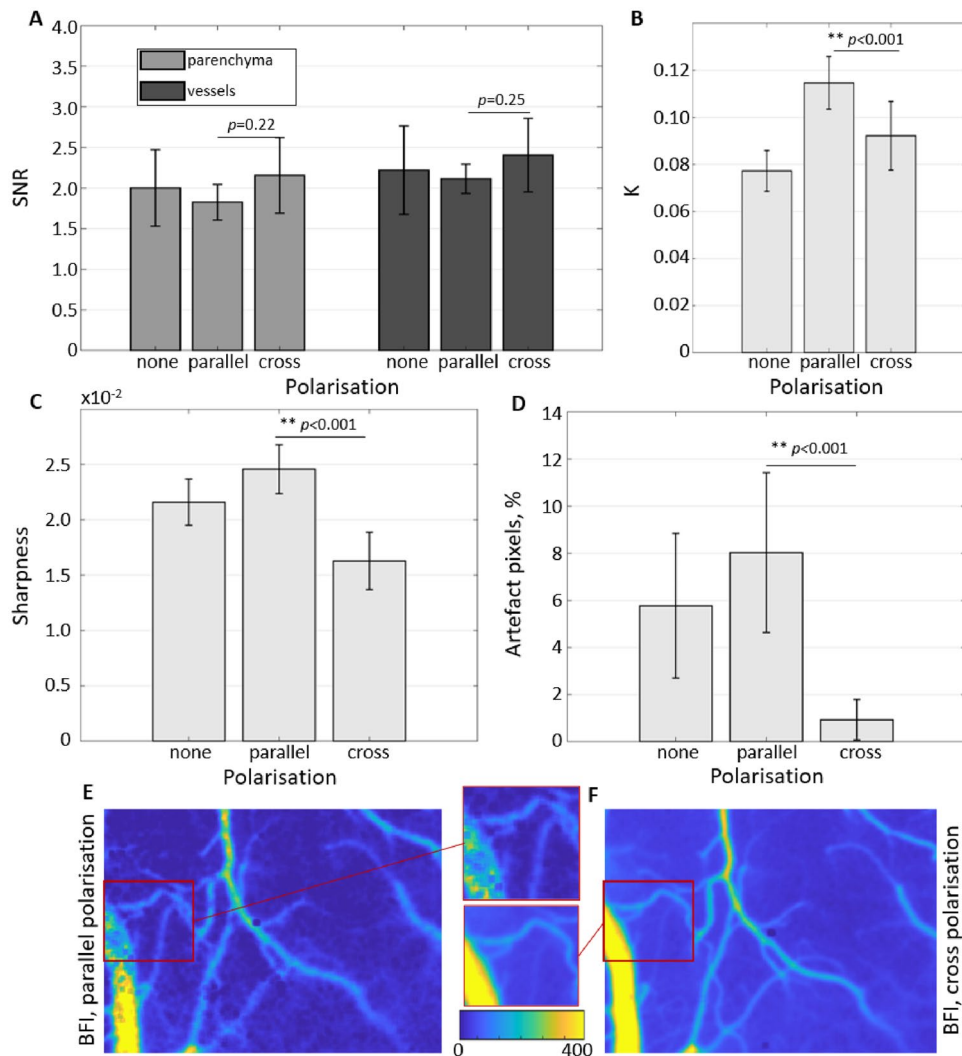 A
4.0
3.5
3.0
2.5
2.0
1.5
1.0
0.5
0
SNR
parenchyma
vessels
p=0.22
p=0.25
none parallel cross none parallel cross
Polarisation
B
0.12
0.10
0.08
0.06
0.04
0.02
0
K
** p<0.001
none parallel cross
Polarisation
C
x10-2
2.5
2.0
1.5
1.0
0
Sharpness
** p<0.001
none parallel cross
Polarisation
D
14
12
10
8
6
4
2
0
Artefact pixels, %
** p<0.001
none parallel cross
Polarisation
E
BFI, parallel polarisation
0 400
F
BFI, cross polarisation